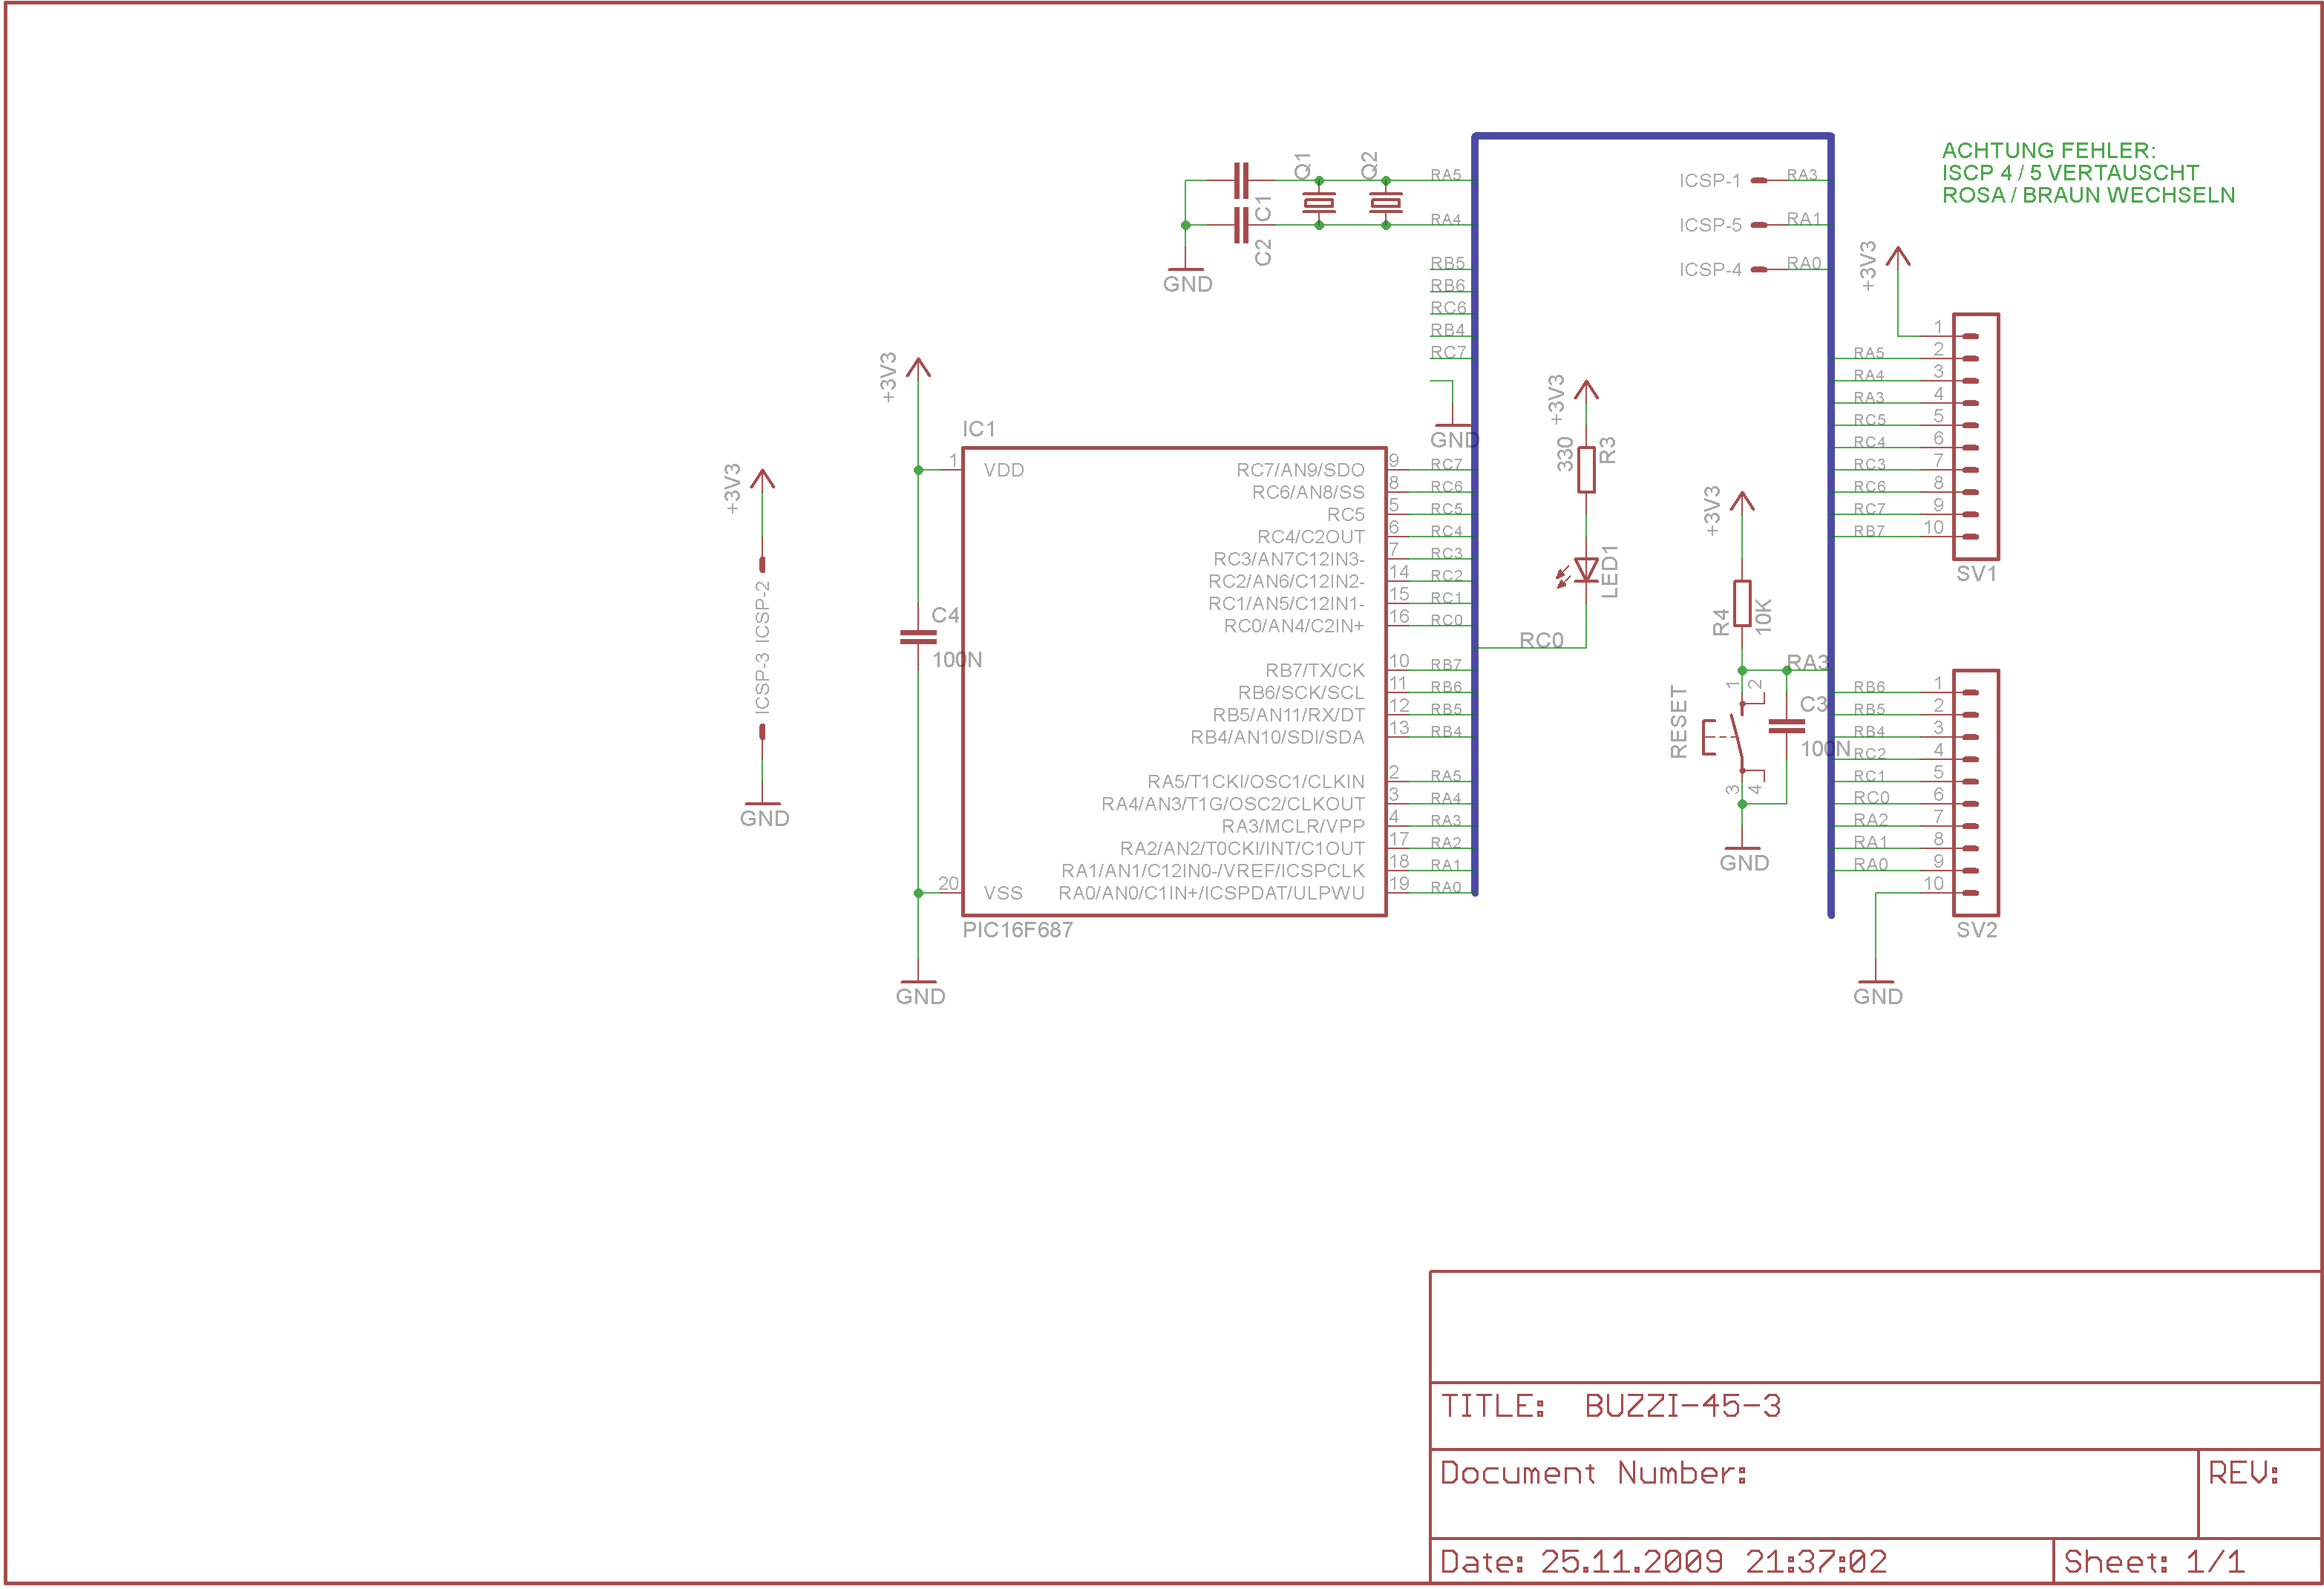 ACHTUNG FEHLER:
ISCP 4 / 5 VERTAUSCHT
ROSA / BRAUN WECHSELN
Q1
Q2
C1
C2
GND
RA5
RA4
RB5
RB6
RC6
RB4
RC7
GND
ICSP-1 RA3
ICSP-5 RA1
ICSP-4 RA0
+3V3
ICSP-2
ICSP-3
GND
+3V3
C4
100N
GND
IC1
1 VDD
20 VSS
RC7/AN9/SDO 9 RC7
RC6/AN8/SS 8 RC6
RC5 5 RC5
RC4/C2OUT 6 RC4
RC3/AN7C12IN3- 7 RC3
RC2/AN6/C12IN2- 14 RC2
RC1/AN5/C12IN1- 15 RC1
RC0/AN4/C2IN+ 16 RC0
RB7/TX/CK 10 RB7
RB6/SCK/SCL 11 RB6
RB5/AN11/RX/DT 12 RB5
RB4/AN10/SDI/SDA 13 RB4
RA5/T1CKI/OSC1/CLKIN 2 RA5
RA4/AN3/T1G/OSC2/CLKOUT 3 RA4
RA3/MCLR/VPP 4 RA3
RA2/AN2/T0CKI/INT/C1OUT 17 RA2
RA1/AN1/C12IN0-/VREF/ICSPCLK 18 RA1
RA0/AN0/C1IN+/ICSPDAT/ULPWU 19 RA0
PIC16F687
+3V3
330
R3
LED1
RC0
+3V3
R4
10K
RA3
RESET
1 2
3 4
C3
100N
GND
+3V3
1
RA5 2
RA4 3
RA3 4
RC5 5
RC4 6
RC3 7
RC6 8
RC7 9
RB7 10
SV1
RB6 1
RB5 2
RB4 3
RC2 4
RC1 5
RC0 6
RA2 7
RA1 8
RA0 9
10
SV2
GND
TITLE: BUZZI-45-3
Document Number:
REV:
Date: 25.11.2009 21:37:02
Sheet: 1/1